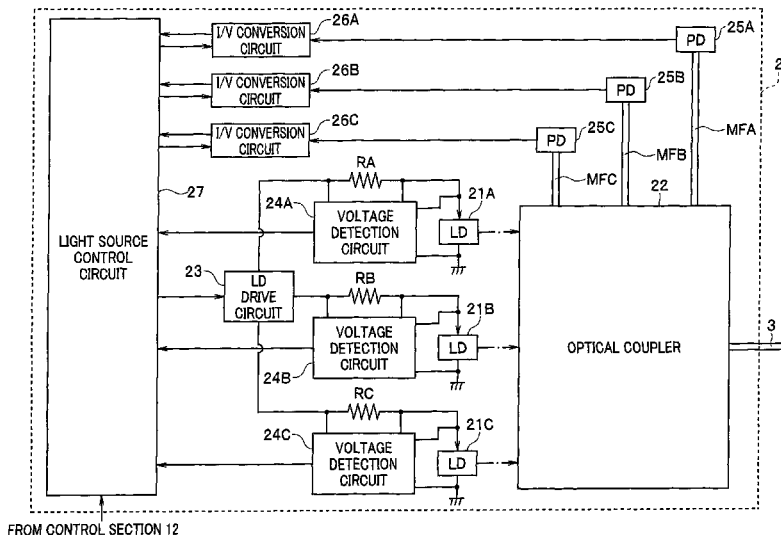 26A
I/V CONVERSION
CIRCUIT
25A
PD
2
26B
I/V CONVERSION
CIRCUIT
25B
PD
26C
I/V CONVERSION
CIRCUIT
25C
PD
MFA
MFB
MFC
22
27
RA
24A
VOLTAGE
DETECTION
CIRCUIT
21A
LD
LIGHT SOURCE
CONTROL
CIRCUIT
23
LD
DRIVE
CIRCUIT
RB
24B
VOLTAGE
DETECTION
CIRCUIT
21B
LD
OPTICAL COUPLER
3
RC
24C
VOLTAGE
DETECTION
CIRCUIT
21C
LD
FROM CONTROL SECTION 12